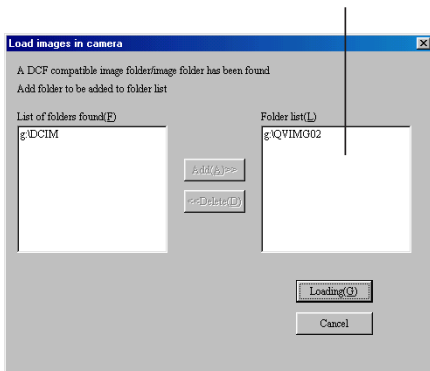 Load images in camera
A DCF compatible image folder/image folder has been found
Add folder to be added to folder list
List of folders found(F)
Folder list(L)
g:\DCIM
g:\QVIMG02
Add(A)>>
<<Delete(D)
Loading(G)
Cancel